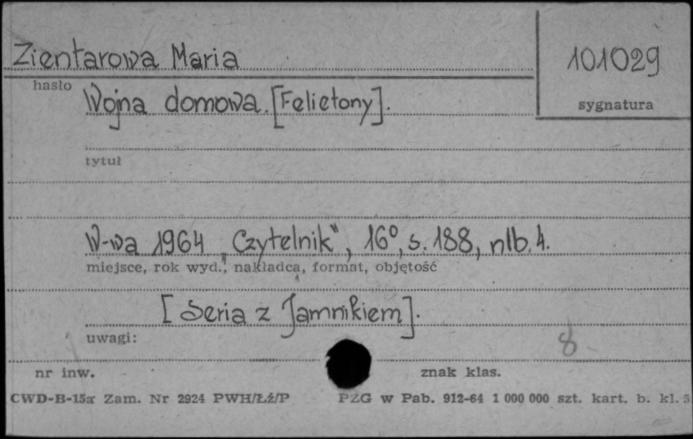 Zientarowa Maria 101029
hasło
Wojna domowa. [Felietony]. sygnatura
tytuł
W-wa 1964 „Czytelnik", 16°, s. 188, nlb. 4.
miejsce, rok wyd., nakładca, format, objętość
[Seria z Jamnikiem].
uwagi: 8
nr inw. znak klas.
CWD-B-15a Zam. Nr 2924 PWH/Łź/P PZG w Pab. 912-64 1 000 000 szt. kart. b. kl. 5